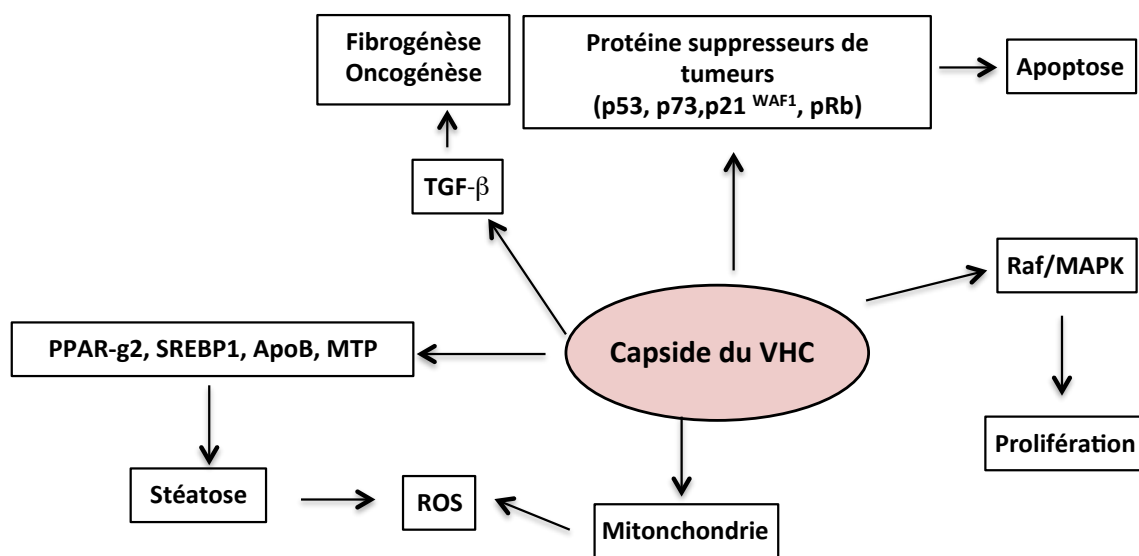 Fibrogénèse
Oncogénèse
Protéine suppresseurs de
tumeurs
(p53, p73,p21 WAF1, pRb)
Apoptose
TGF-β
Raf/MAPK
PPAR-g2, SREBP1, ApoB, MTP
Capside du VHC
Prolifération
Stéatose
ROS
Mitonchondrie